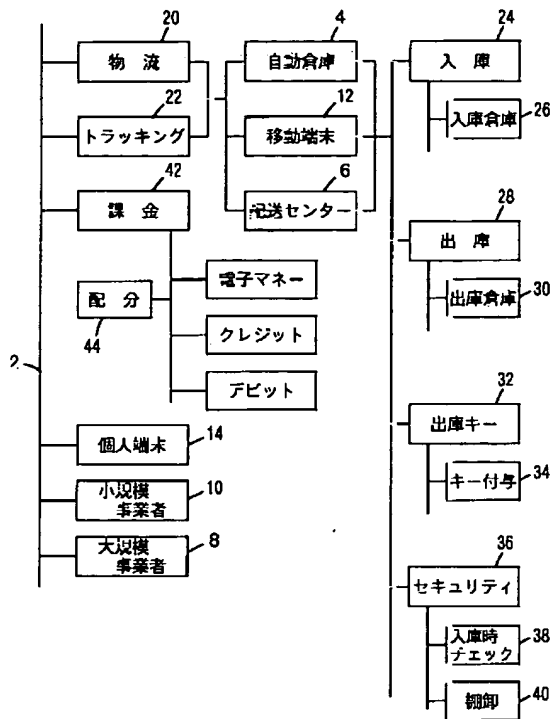 20
物流
22
トラッキング
42
課金
配分
44
電子マネー
クレジット
デビット
2
個人端末
14
小規模
事業者
10
大規模
事業者
8
4
自動倉庫
12
移動端末
6
配送センター
24
入庫
26
入庫倉庫
28
出庫
30
出庫倉庫
32
出庫キー
34
キー付与
36
セキュリティ
入庫時
チェック
38
棚卸
40